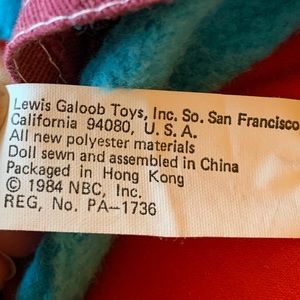 Lewis Galoob Toys, Inc. So. San Francisco
California 94080, U. S. A.
All new polyester materials
Doll sewn and assembled in China
Packaged in Hong Kong
© 1984 NBC, Inc.
REG, No. PA-1736